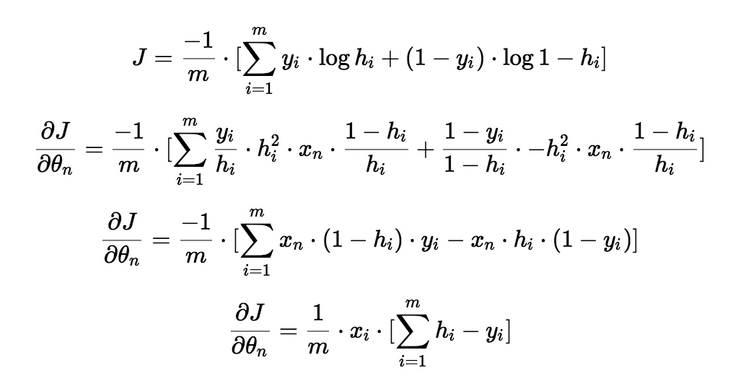 J = \frac{-1}{m} \cdot [\sum_{i=1}^{m} y_i \cdot \log h_i + (1 - y_i) \cdot \log 1 - h_i]
\frac{\partial J}{\partial \theta_n} = \frac{-1}{m} \cdot [\sum_{i=1}^{m} \frac{y_i}{h_i} \cdot h_i^2 \cdot x_n \cdot \frac{1 - h_i}{h_i} + \frac{1 - y_i}{1 - h_i} \cdot -h_i^2 \cdot x_n \cdot \frac{1 - h_i}{h_i}]
\frac{\partial J}{\partial \theta_n} = \frac{-1}{m} \cdot [\sum_{i=1}^{m} x_n \cdot (1 - h_i) \cdot y_i - x_n \cdot h_i \cdot (1 - y_i)]
\frac{\partial J}{\partial \theta_n} = \frac{1}{m} \cdot x_i \cdot [\sum_{i=1}^{m} h_i - y_i]